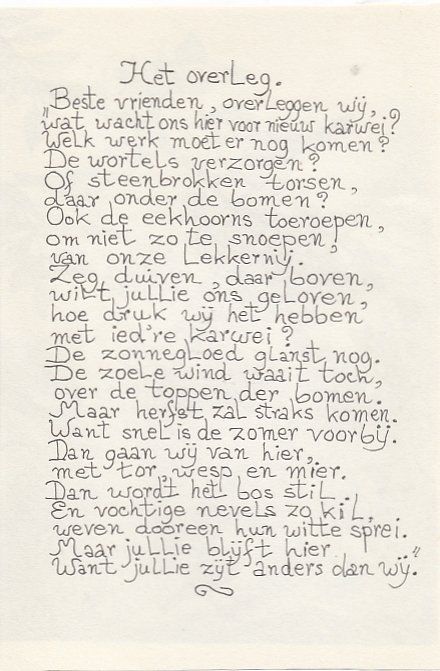 Het overleg.
"Beste vrienden, overleggen wij,
wat wacht ons hier voor nieuw karwei?
Welk werk moet er nog komen?
De wortels verzorgen?
Of steenbrokken torsen,
daar onder de bomen?
Ook de eekhoorns toeroepen,
om niet zo te snoepen,
van onze lekkernij.
Zeg, duiven, daar boven,
wilt jullie ons geloven,
hoe druk wij het hebben
met ied're karwei?
De zonnegloed glanst nog.
De zoele wind waait toch,
over de toppen der bomen.
Maar herfst zal straks komen.
Want snel is de zomer voorbij.
Dan gaan wij van hier,
met tor, wesp en mier.
Dan wordt het bos stil.
En vochtige nevels zo kil,
weven dooreen hun witte sprei.
Maar jullie blijft hier...
Want jullie zijt anders dan wij."